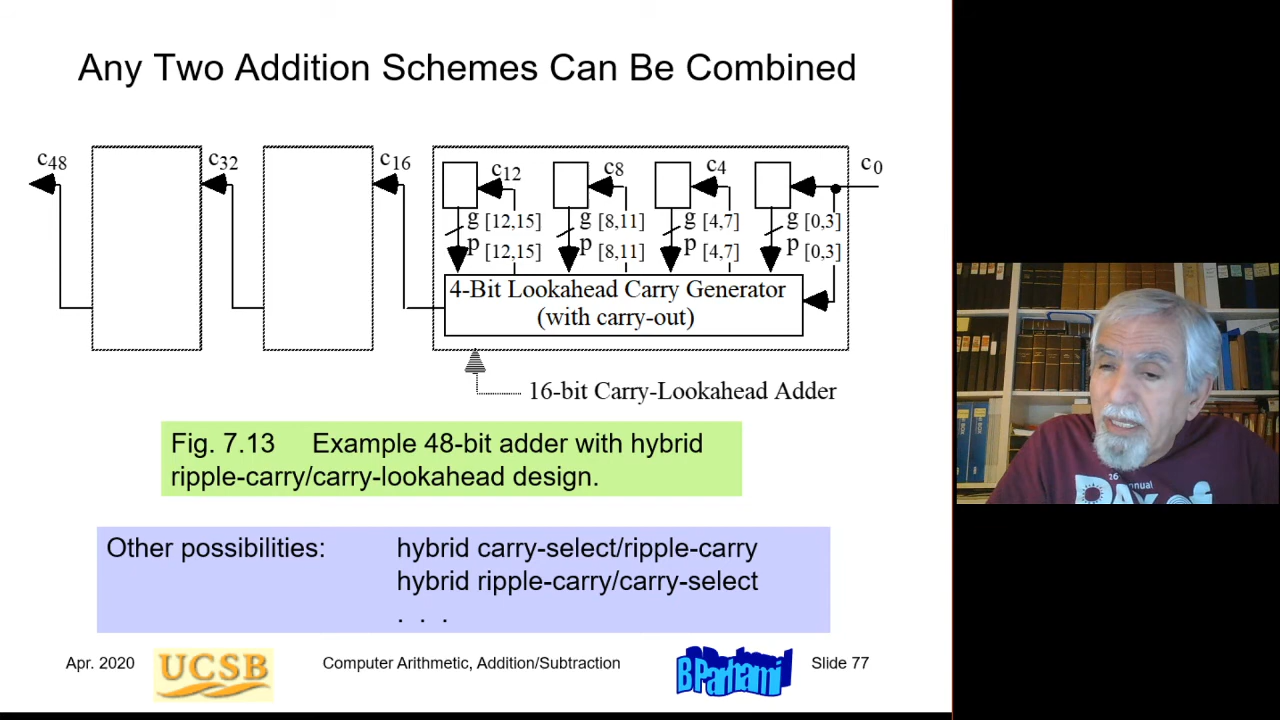 Any Two Addition Schemes Can Be Combined
c48 c32 c16 c12 c8 c4 c0
g [12,15] g [8,11] g [4,7] g [0,3]
p [12,15] p [8,11] p [4,7] p [0,3]
4-Bit Lookahead Carry Generator
(with carry-out)
16-bit Carry-Lookahead Adder
Fig. 7.13 Example 48-bit adder with hybrid
ripple-carry/carry-lookahead design.
Other possibilities: hybrid carry-select/ripple-carry
hybrid ripple-carry/carry-select
. . .
Apr. 2020 UCSB Computer Arithmetic, Addition/Subtraction B Parhami Slide 77
DAY OF